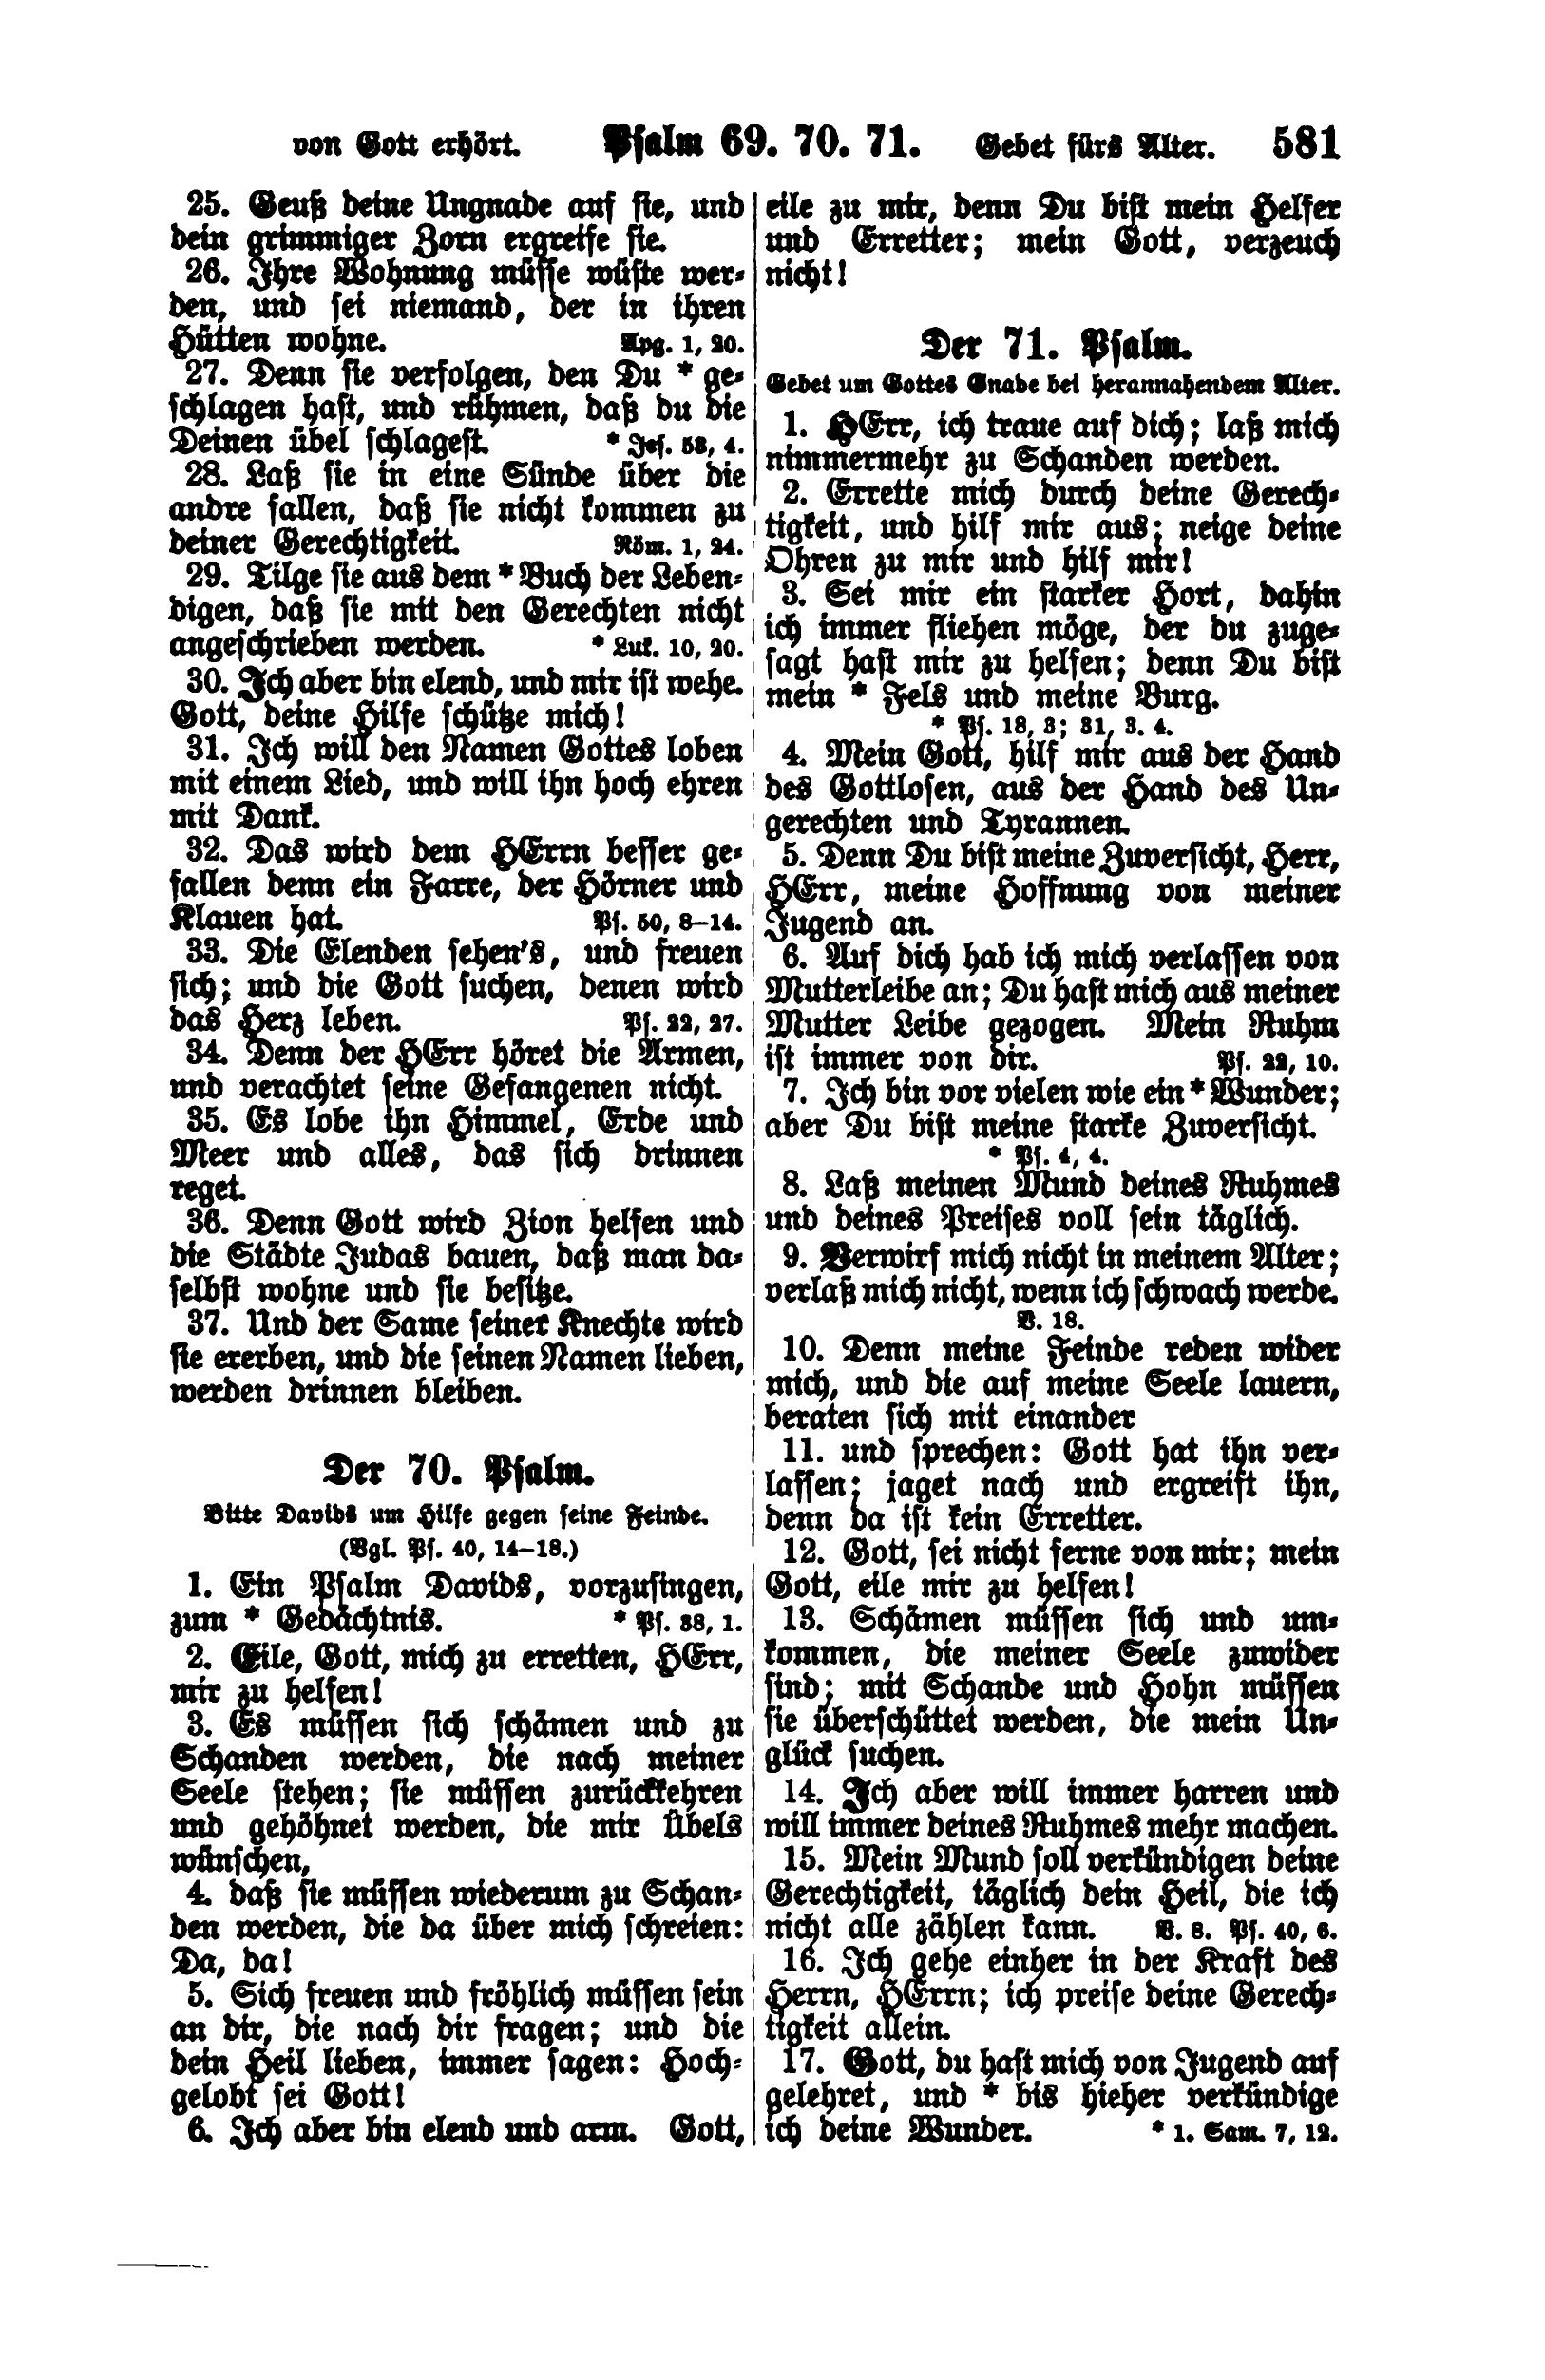 von Gott erhört. Psalm 69. 70. 71. Gebet fürs Alter. 581
25. Geuß deine Ungnade auf sie, und
dein grimmiger Zorn ergreife sie.
26. Ihre Wohnung müsse wüste wer-
den, und sei niemand, der in ihren
Hütten wohne. Apg. 1, 20.
27. Denn sie verfolgen, den Du * ge-
schlagen hast, und rühmen, daß du die
Deinen übel schlagest. * Jes. 53, 4.
28. Laß sie in eine Sünde über die
andre fallen, daß sie nicht kommen zu
deiner Gerechtigkeit. Röm. 1, 24.
29. Tilge sie aus dem * Buch der Leben-
digen, daß sie mit den Gerechten nicht
angeschrieben werden. * Luk. 10, 20.
30. Ich aber bin elend, und mir ist wehe.
Gott, deine Hilfe schütze mich!
31. Ich will den Namen Gottes loben
mit einem Lied, und will ihn hoch ehren
mit Dank.
32. Das wird dem HErrn besser ge-
fallen denn ein Farre, der Hörner und
Klauen hat. Ps. 50, 8–14.
33. Die Elenden sehen's, und freuen
sich; und die Gott suchen, denen wird
das Herz leben. Ps. 22, 27.
34. Denn der HErr höret die Armen,
und verachtet seine Gefangenen nicht.
35. Es lobe ihn Himmel, Erde und
Meer und alles, das sich drinnen
reget.
36. Denn Gott wird Zion helfen und
die Städte Judas bauen, daß man da-
selbst wohne und sie besitze.
37. Und der Same seiner Knechte wird
sie ererben, und die seinen Namen lieben,
werden drinnen bleiben.
Der 70. Psalm.
Bitte Davids um Hilfe gegen seine Feinde.
(Vgl. Ps. 40, 14–18.)
1. Ein Psalm Davids, vorzusingen,
zum * Gedächtnis. * Ps. 38, 1.
2. Eile, Gott, mich zu erretten, HErr,
mir zu helfen!
3. Es müssen sich schämen und zu
Schanden werden, die nach meiner
Seele stehen; sie müssen zurückkehren
und gehöhnet werden, die mir Übels
wünschen,
4. daß sie müssen wiederum zu Schan-
den werden, die da über mich schreien:
Da, da!
5. Sich freuen und fröhlich müssen sein
an dir, die nach dir fragen; und die
dein Heil lieben, immer sagen: Hoch-
gelobt sei Gott!
6. Ich aber bin elend und arm. Gott,
eile zu mir, denn Du bist mein Helfer
und Erretter; mein Gott, verzeuch
nicht!
Der 71. Psalm.
Gebet um Gottes Gnade bei herannahendem Alter.
1. HErr, ich traue auf dich; laß mich
nimmermehr zu Schanden werden.
2. Errette mich durch deine Gerech-
tigkeit, und hilf mir aus; neige deine
Ohren zu mir und hilf mir!
3. Sei mir ein starker Hort, dahin
ich immer fliehen möge, der du zuge-
sagt hast mir zu helfen; denn Du bist
mein * Fels und meine Burg.
* Ps. 18, 3; 31, 3. 4.
4. Mein Gott, hilf mir aus der Hand
des Gottlosen, aus der Hand des Un-
gerechten und Tyrannen.
5. Denn Du bist meine Zuversicht, Herr,
HErr, meine Hoffnung von meiner
Jugend an.
6. Auf dich hab ich mich verlassen von
Mutterleibe an; Du hast mich aus meiner
Mutter Leibe gezogen. Mein Ruhm
ist immer von dir. Ps. 22, 10.
7. Ich bin vor vielen wie ein * Wunder;
aber Du bist meine starke Zuversicht.
* Ps. 4, 4.
8. Laß meinen Mund deines Ruhmes
und deines Preises voll sein täglich.
9. Verwirf mich nicht in meinem Alter;
verlaß mich nicht, wenn ich schwach werde.
V. 18.
10. Denn meine Feinde reden wider
mich, und die auf meine Seele lauern,
beraten sich mit einander
11. und sprechen: Gott hat ihn ver-
lassen; jaget nach und ergreift ihn,
denn da ist kein Erretter.
12. Gott, sei nicht ferne von mir; mein
Gott, eile mir zu helfen!
13. Schämen müssen sich und um-
kommen, die meiner Seele zuwider
sind; mit Schande und Hohn müssen
sie überschüttet werden, die mein Un-
glück suchen.
14. Ich aber will immer harren und
will immer deines Ruhmes mehr machen.
15. Mein Mund soll verkündigen deine
Gerechtigkeit, täglich dein Heil, die ich
nicht alle zählen kann. V. 8. Ps. 40, 6.
16. Ich gehe einher in der Kraft des
Herrn, HErrn; ich preise deine Gerech-
tigkeit allein.
17. Gott, du hast mich von Jugend auf
gelehret, und * bis hieher verkündige
ich deine Wunder. * 1. Sam. 7, 12.